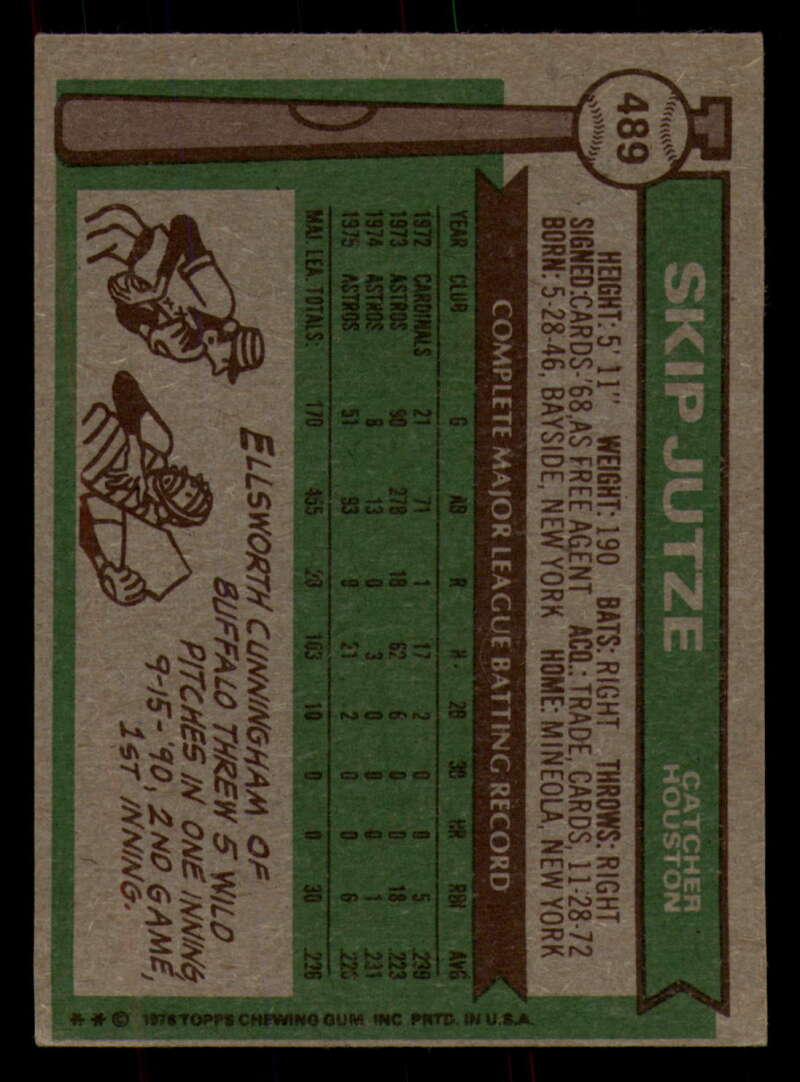 489
SKIP JUTZE
CATCHER
HOUSTON
HEIGHT: 5' 11" WEIGHT: 190 BATS: RIGHT THROWS: RIGHT
SIGNED: CARDS-'68, AS FREE AGENT ACQ.: TRADE, CARDS, 11-28-72
BORN: 5-28-46, BAYSIDE, NEW YORK HOME: MINEOLA, NEW YORK
COMPLETE MAJOR LEAGUE BATTING RECORD
YEAR CLUB G AB R H 2B 3B HR RBI AVG
1972 CARDINALS 21 71 1 17 2 0 0 5 .239
1973 ASTROS 90 278 18 62 6 0 0 18 .223
1974 ASTROS 8 13 0 3 0 0 0 1 .231
1975 ASTROS 51 93 9 21 2 0 0 6 .226
MAJ. LEA. TOTALS: 170 455 28 103 10 0 0 30 .226
ELLSWORTH CUNNINGHAM OF
BUFFALO THREW 5 WILD
PITCHES IN ONE INNING
9-15-'90, 2ND GAME,
1ST INNING.
* * © 1976 TOPPS CHEWING GUM, INC. PRTD. IN U.S.A.